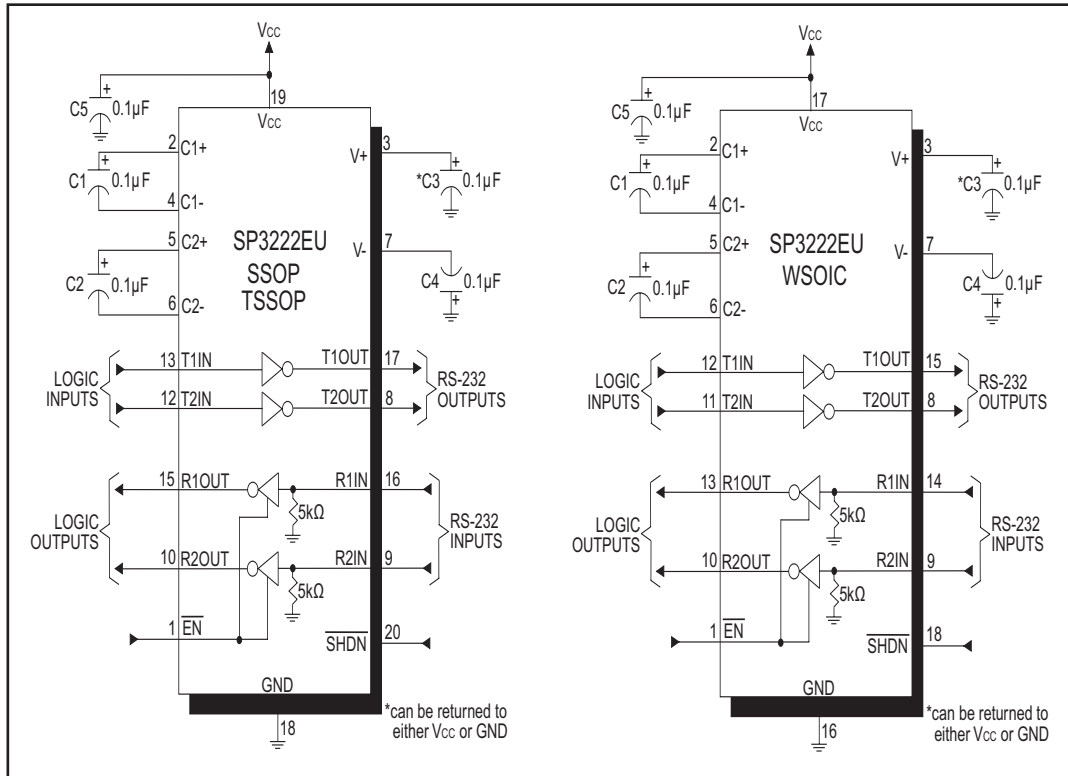 VCC
C5
+
0.1µF
19
VCC
2
C1+
C1
+
0.1µF
4
C1-
5
C2+
C2
+
0.1µF
6
C2-
V+
3
*C3
+
0.1µF
V-
7
C4
0.1µF
+
SP3222EU
SSOP
TSSOP
LOGIC
INPUTS
13
T1IN
T1OUT
17
12
T2IN
T2OUT
8
RS-232
OUTPUTS
LOGIC
OUTPUTS
15
R1OUT
R1IN
16
5kΩ
10
R2OUT
R2IN
9
5kΩ
RS-232
INPUTS
1
EN
SHDN
20
GND
18
*can be returned to
either VCC or GND
VCC
C5
+
0.1µF
17
VCC
2
C1+
C1
+
0.1µF
4
C1-
5
C2+
C2
+
0.1µF
6
C2-
V+
3
*C3
+
0.1µF
V-
7
C4
0.1µF
+
SP3222EU
WSOIC
LOGIC
INPUTS
12
T1IN
T1OUT
15
11
T2IN
T2OUT
8
RS-232
OUTPUTS
LOGIC
OUTPUTS
13
R1OUT
R1IN
14
5kΩ
10
R2OUT
R2IN
9
5kΩ
RS-232
INPUTS
1
EN
SHDN
18
GND
16
*can be returned to
either VCC or GND